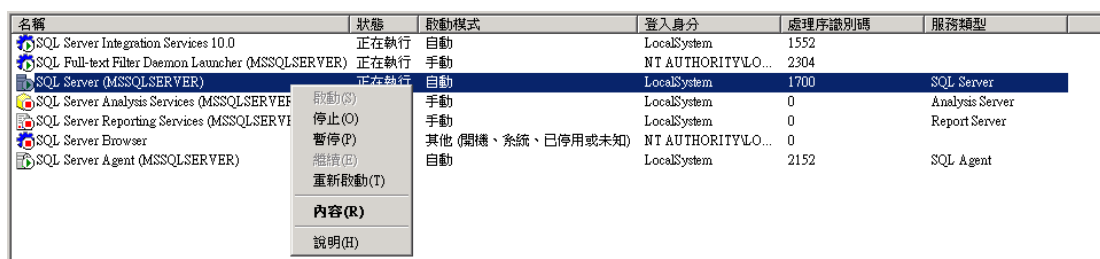 名稱 狀態 啟動模式 登入身分 處理序識別碼 服務類型
SQL Server Integration Services 10.0 正在執行 自動 LocalSystem 1552
SQL Full-text Filter Daemon Launcher (MSSQLSERVER) 正在執行 手動 NT AUTHORITY\LO... 2304
SQL Server (MSSQLSERVER) 正在執行 自動 LocalSystem 1700 SQL Server
SQL Server Analysis Services (MSSQLSERVER 手動 LocalSystem 0 Analysis Server
SQL Server Reporting Services (MSSQLSERV 手動 LocalSystem 0 Report Server
SQL Server Browser 其他 (開機、系統、已停用或未知) NT AUTHORITY\LO... 0
SQL Server Agent (MSSQLSERVER) 自動 LocalSystem 2152 SQL Agent
啟動(S)
停止(O)
暫停(P)
繼續(E)
重新啟動(T)
內容(R)
說明(H)